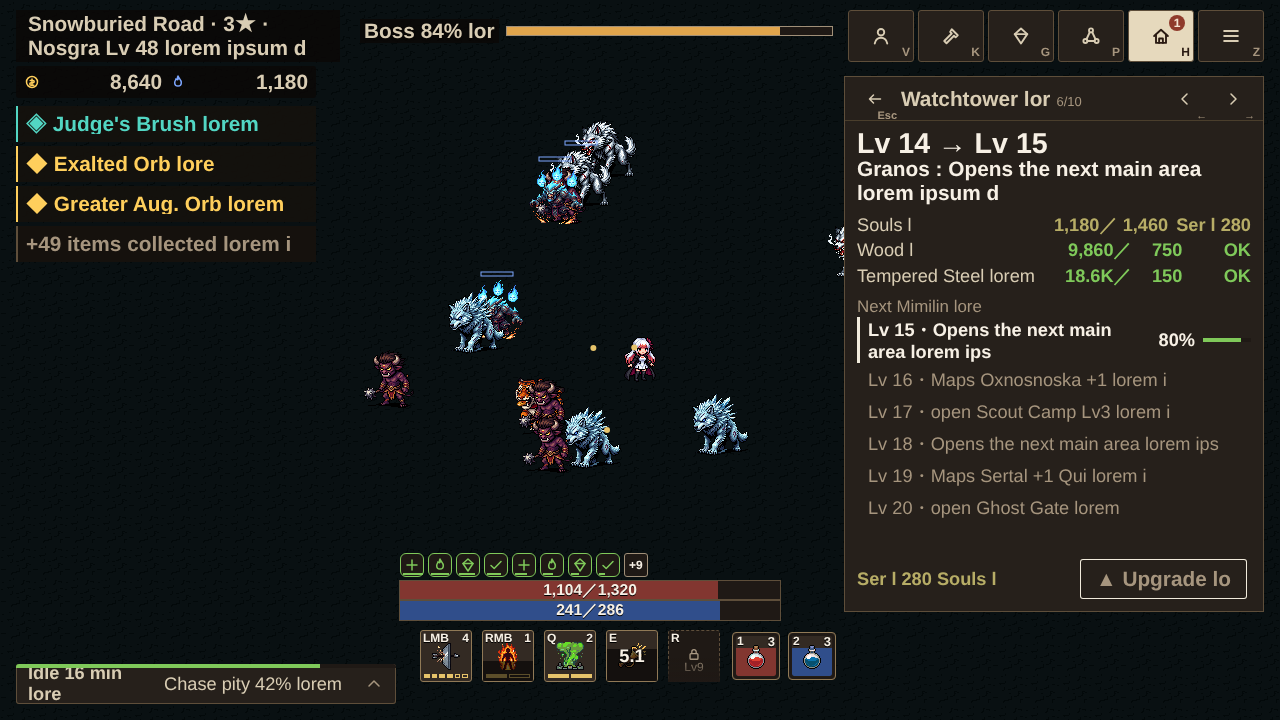 Snowburied Road · 3★ ·
Nosgra Lv 48 lorem ipsum d
8,640 1,180
Judge's Brush lorem
Exalted Orb lore
Greater Aug. Orb lorem
+49 items collected lorem i
Boss 84% lor
V K G P 1 H Z
Esc
Watchtower lor 6/10
← →
Lv 14 → Lv 15
Granos : Opens the next main area
lorem ipsum d
Souls l 1,180／ 1,460 Ser l 280
Wood l 9,860／ 750 OK
Tempered Steel lorem 18.6K／ 150 OK
Next Mimilin lore
Lv 15・Opens the next main
area lorem ips
80%
Lv 16・Maps Oxnosnoska +1 lorem i
Lv 17・open Scout Camp Lv3 lorem i
Lv 18・Opens the next main area lorem ips
Lv 19・Maps Sertal +1 Qui lorem i
Lv 20・open Ghost Gate lorem
Ser l 280 Souls l
▲ Upgrade lo
+9
1,104／1,320
241／286
LMB 4 RMB 1 Q 2 E 5.1 R Lv9 1 3 2 3
Idle 16 min
lore
Chase pity 42% lorem